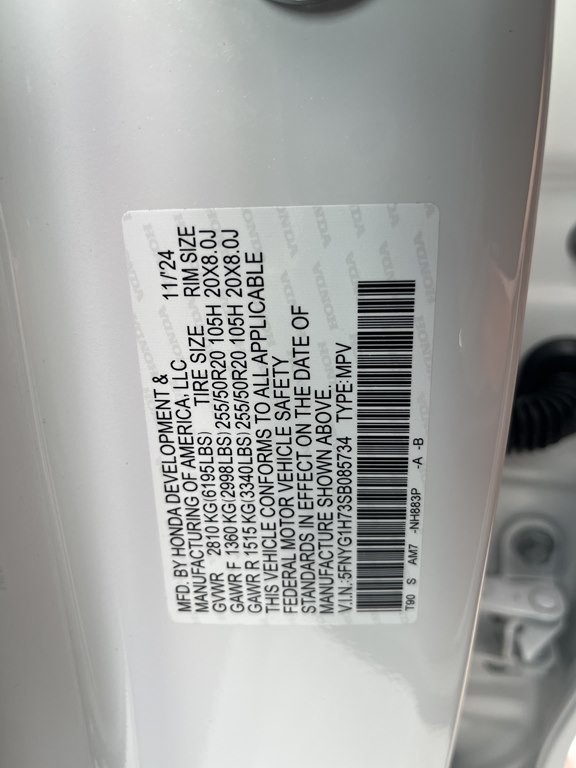 MFD. BY HONDA DEVELOPMENT &
MANUFACTURING OF AMERICA, LLC 11/'24
TIRE SIZE RIM SIZE
GVWR 2810 KG(6195LBS)
GAWR F 1360 KG(2998LBS)255/50R20 105H 20X8.0J
GAWR R 1515 KG(3340LBS)255/50R20 105H 20X8.0J
THIS VEHICLE CONFORMS TO ALL APPLICABLE
FEDERAL MOTOR VEHICLE SAFETY
STANDARDS IN EFFECT ON THE DATE OF
MANUFACTURE SHOWN ABOVE.
V.I.N.:5FNYG1H73SB085734 TYPE:MPV
T90 S AM7 -NH883P -A -B